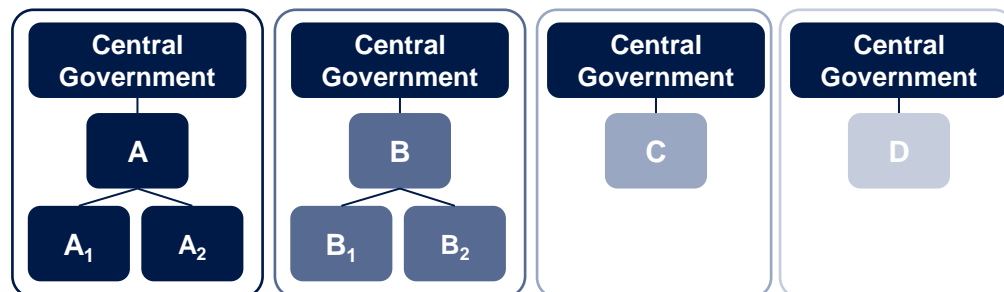 Central
Government
A
A₁
A₂
Central
Government
B
B₁
B₂
Central
Government
C
Central
Government
D